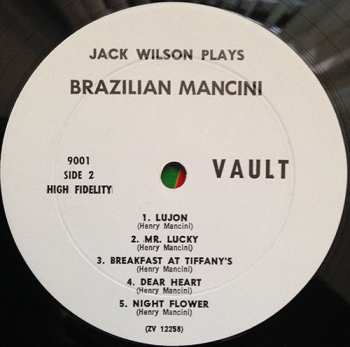 JACK WILSON PLAYS
BRAZILIAN MANCINI
9001
SIDE 2
HIGH FIDELITY
VAULT
1. LUJON
(Henry Mancini)
2. MR. LUCKY
(Henry Mancini)
3. BREAKFAST AT TIFFANY'S
(Henry Mancini)
4. DEAR HEART
(Henry Mancini)
5. NIGHT FLOWER
(Henry Mancini)
(ZV 12258)